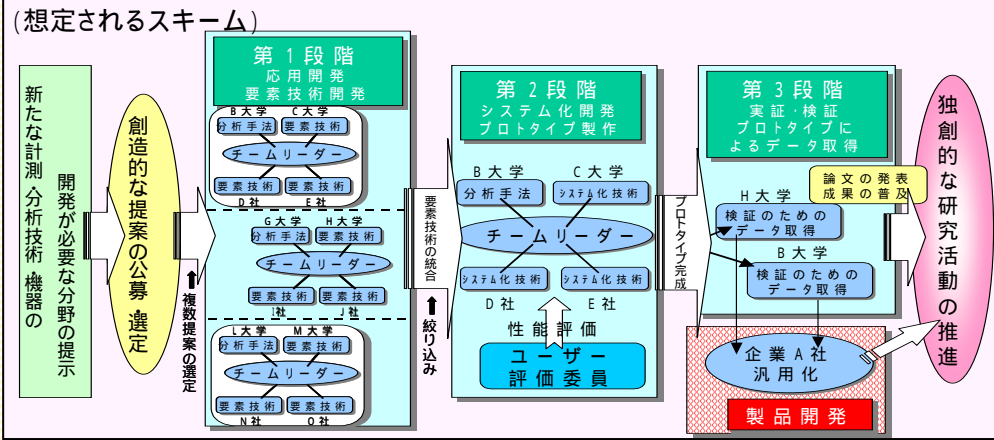 (想定されるスキーム)
新たな計測・分析技術・機器の
開発が必要な分野の提示
創造的な提案の公募・選定
複数提案の選定
第1段階
応用開発
要素技術開発
B大学 C大学
分析手法 要素技術
チームリーダー
要素技術 要素技術
D社 E社
G大学 H大学
分析手法 要素技術
チームリーダー
要素技術 要素技術
I社 J社
L大学 M大学
分析手法 要素技術
チームリーダー
要素技術 要素技術
N社 O社
要素技術の統合
絞り込み
第2段階
システム化開発
プロトタイプ製作
B大学 C大学
分析手法 システム化技術
チームリーダー
システム化技術 システム化技術
D社 E社
性能評価
ユーザー
評価委員
プロトタイプ完成
第3段階
実証・検証
プロトタイプに
よるデータ取得
論文の発表
成果の普及
H大学
検証のための
データ取得
B大学
検証のための
データ取得
企業A社
汎用化
製品開発
独創的な研究活動の推進